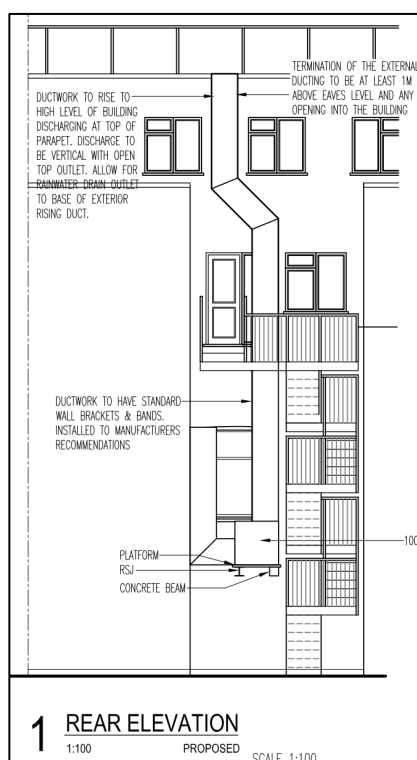 DUCTWORK TO RISE TO
HIGH LEVEL OF BUILDING
DISCHARGING AT TOP OF
PARAPET. DISCHARGE TO
BE VERTICAL WITH OPEN
TOP OUTLET. ALLOW FOR
RAINWATER DRAIN OUTLET
TO BASE OF EXTERIOR
RISING DUCT.
TERMINATION OF THE EXTERNAL
DUCTING TO BE AT LEAST 1M
ABOVE EAVES LEVEL AND ANY
OPENING INTO THE BUILDING
DUCTWORK TO HAVE STANDARD
WALL BRACKETS & BANDS.
INSTALLED TO MANUFACTURERS
RECOMMENDATIONS
100
PLATFORM
RSJ
CONCRETE BEAM
1 REAR ELEVATION
1:100 PROPOSED
SCALE 1:100